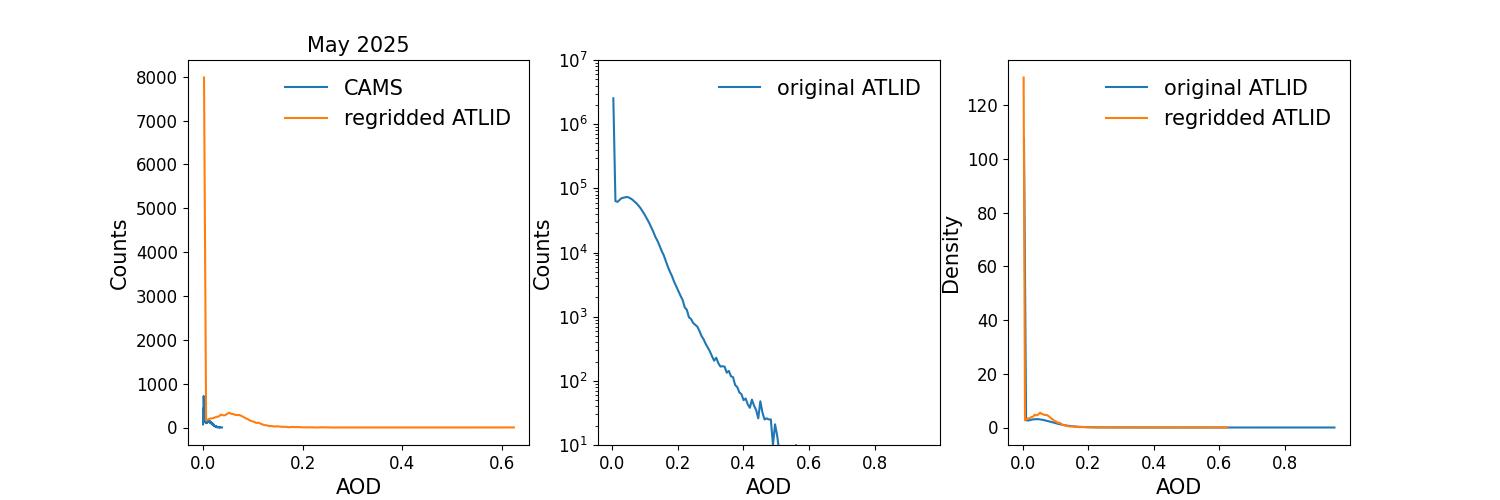 May 2025
8000
7000
6000
5000
4000
3000
2000
1000
0
Counts
CAMS
regridded ATLID
0.0 0.2 0.4 0.6
AOD
10^7
10^6
10^5
10^4
10^3
10^2
10^1
Counts
original ATLID
0.0 0.2 0.4 0.6 0.8
AOD
120
100
80
60
40
20
0
Density
original ATLID
regridded ATLID
0.0 0.2 0.4 0.6 0.8
AOD